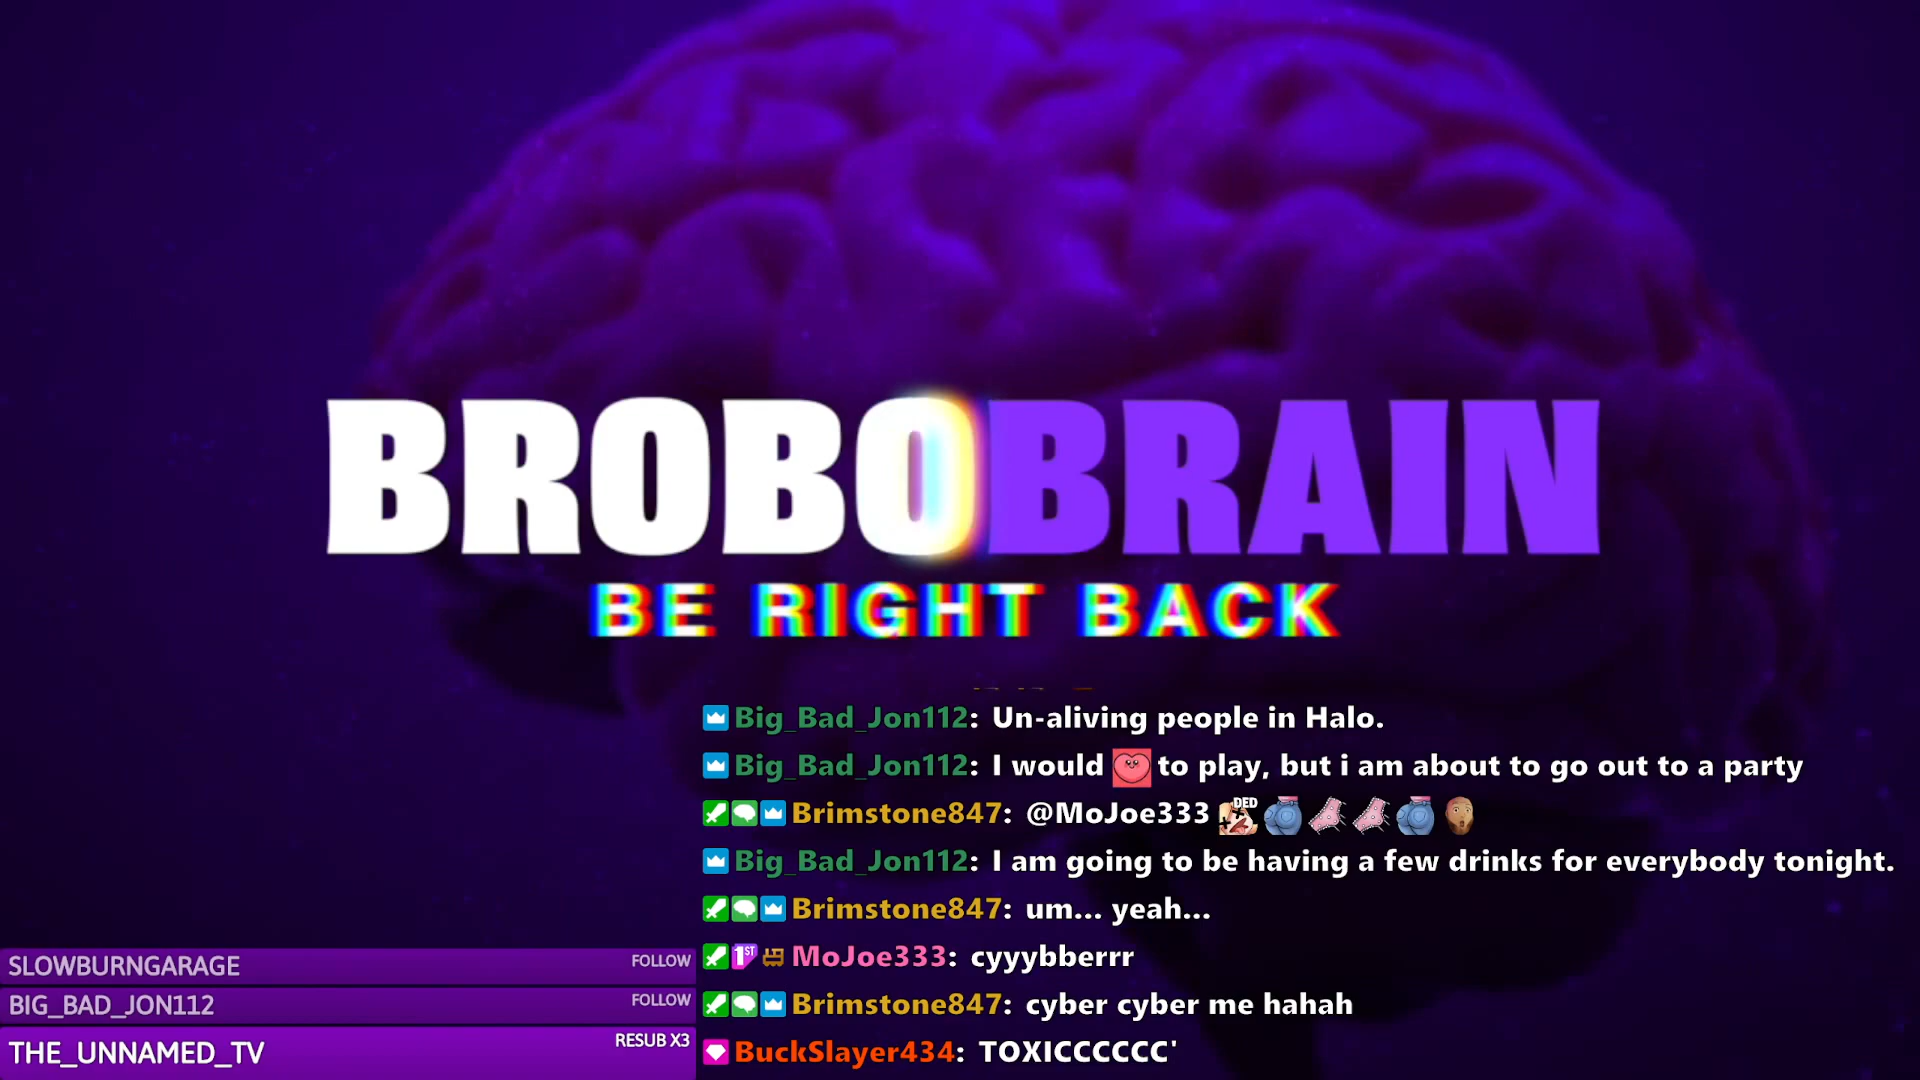 BROBOBRAIN
BE RIGHT BACK
Big_Bad_Jon112: Un-aliving people in Halo.
Big_Bad_Jon112: I would to play, but i am about to go out to a party
Brimstone847: @MoJoe333 DED
Big_Bad_Jon112: I am going to be having a few drinks for everybody tonight.
Brimstone847: um... yeah...
1ST MoJoe333: cyyybberrr
Brimstone847: cyber cyber me hahah
BuckSlayer434: TOXICCCCCC'
SLOWBURNGARAGE FOLLOW
BIG_BAD_JON112 FOLLOW
THE_UNNAMED_TV RESUB X3